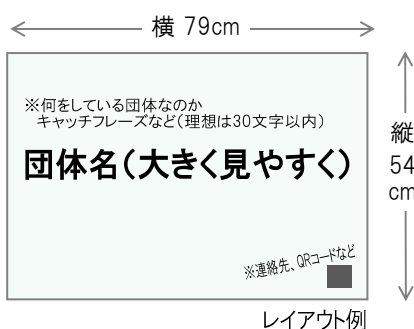 横 79cm
※何をしている団体なのか
キャッチフレーズなど(理想は30文字以内)
団体名(大きく見やすく)
縦
54
cm
※連絡先、QRコードなど
レイアウト例